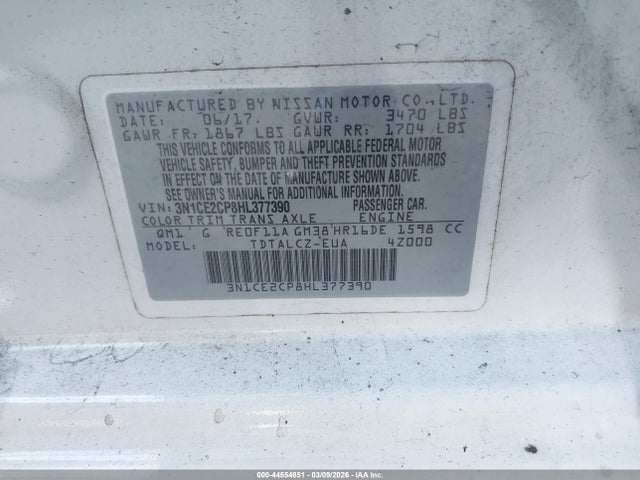 MANUFACTURED BY NISSAN MOTOR CO.,LTD.
DATE: 06/17. GVWR: 3470 LBS
GAWR FR: 1867 LBS GAWR RR: 1704 LBS
THIS VEHICLE CONFORMS TO ALL APPLICABLE FEDERAL MOTOR
VEHICLE SAFETY, BUMPER AND THEFT PREVENTION STANDARDS
IN EFFECT ON THE DATE OF MANUFACTURE SHOWN ABOVE.
SEE OWNER'S MANUAL FOR ADDITIONAL INFORMATION.
VIN: 3N1CE2CP8HL377390 PASSENGER CAR.
COLOR TRIM TRANS AXLE ENGINE
QM1 G RE0F11A GM38 HR16DE 1598 CC
MODEL TDTALCZ-EUA 4Z000
3N1CE2CP8HL377390
000-44554851 | 03/09/2026 - IAAI.COM